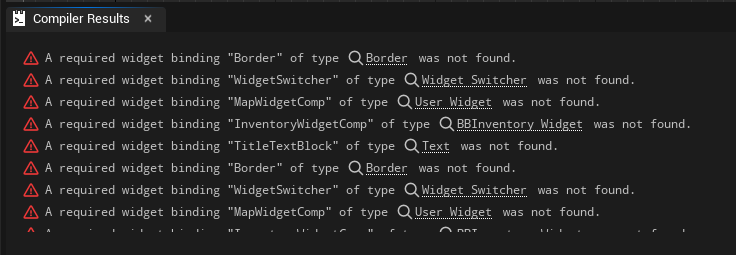 Compiler Results
A required widget binding "Border" of type Border was not found.
A required widget binding "WidgetSwitcher" of type Widget Switcher was not found.
A required widget binding "MapWidgetComp" of type User Widget was not found.
A required widget binding "InventoryWidgetComp" of type BBInventory Widget was not found.
A required widget binding "TitleTextBlock" of type Text was not found.
A required widget binding "Border" of type Border was not found.
A required widget binding "WidgetSwitcher" of type Widget Switcher was not found.
A required widget binding "MapWidgetComp" of type User Widget was not found.